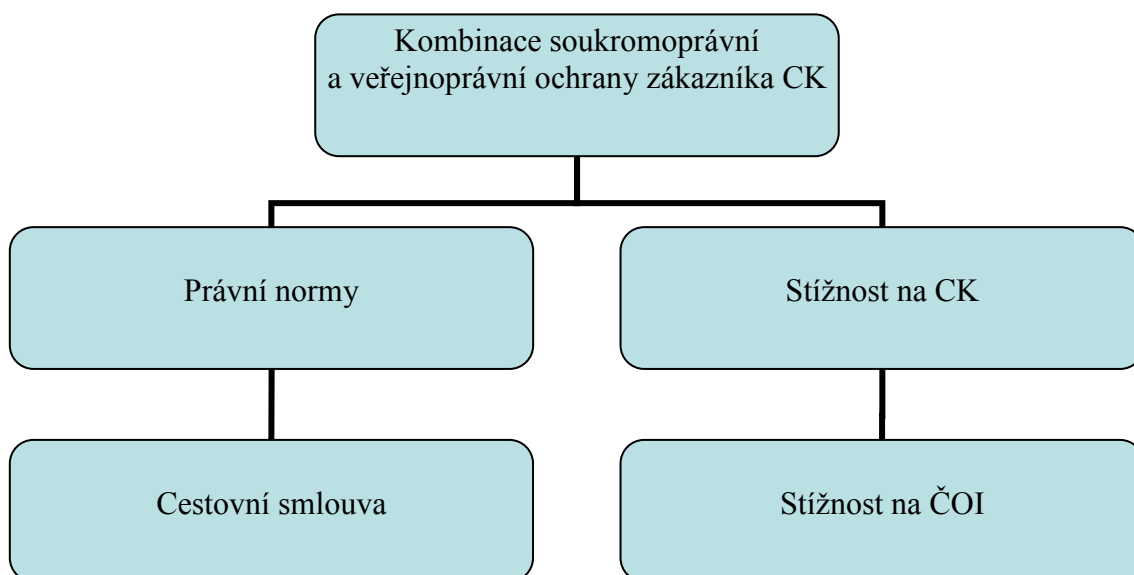 Kombinace soukromoprávní
a veřejnoprávní ochrany zákazníka CK
Právní normy
Stížnost na CK
Cestovní smlouva
Stížnost na ČOI